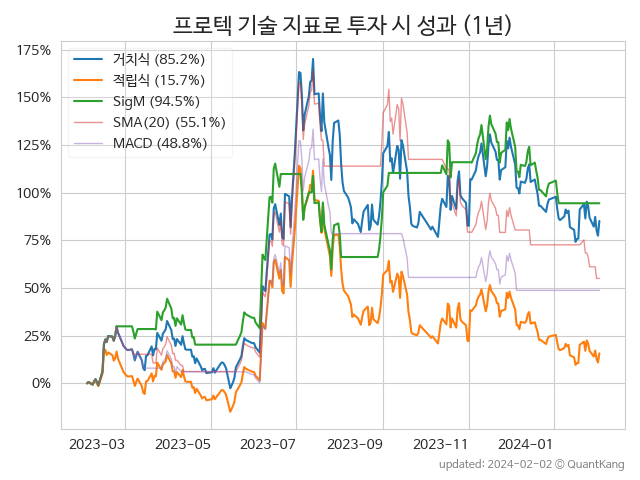 프로텍 기술 지표로 투자 시 성과 (1년)
175%
150%
125%
100%
75%
50%
25%
0%
거치식 (85.2%)
적립식 (15.7%)
SigM (94.5%)
SMA(20) (55.1%)
MACD (48.8%)
2023-03 2023-05 2023-07 2023-09 2023-11 2024-01
updated: 2024-02-02 © QuantKang